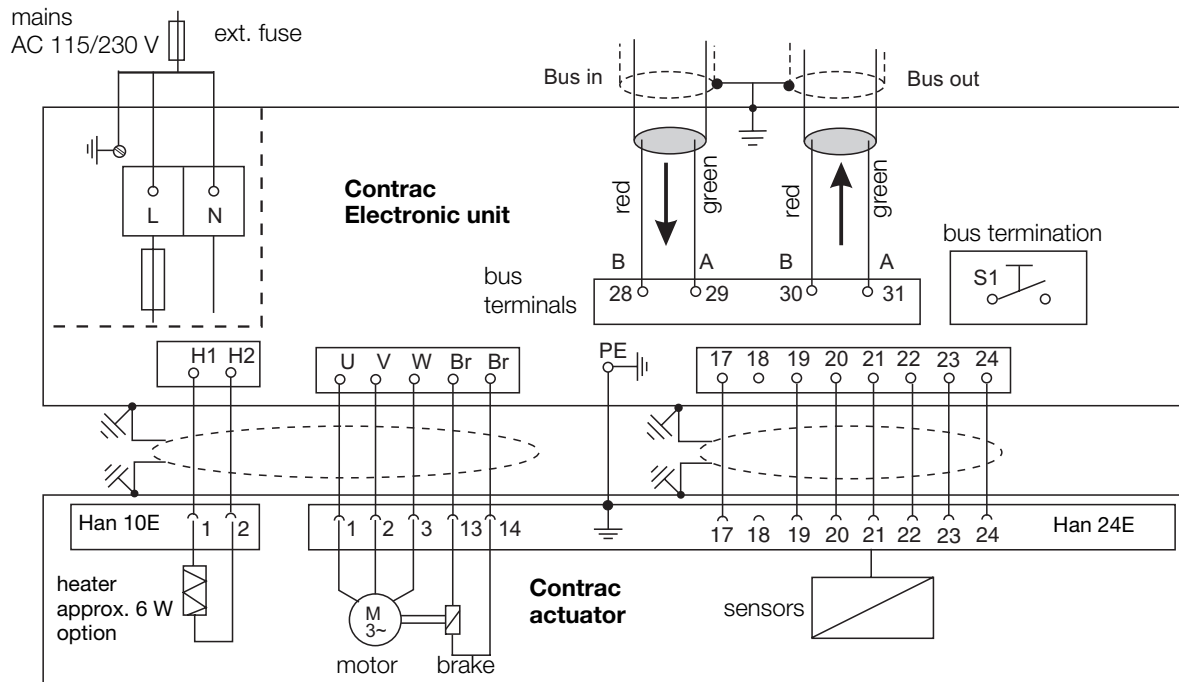 mains
AC 115/230 V
ext. fuse
Bus in
Bus out
L
N
Contrac
Electronic unit
red
green
red
green
bus termination
S1
bus
terminals
B
A
B
A
28
29
30
31
H1 H2
U V W Br Br
PE
17 18 19 20 21 22 23 24
Han 10E
1 2
1 2 3 13 14
17 18 19 20 21 22 23 24
Han 24E
heater
approx. 6 W
option
M
3~
motor
brake
Contrac
actuator
sensors